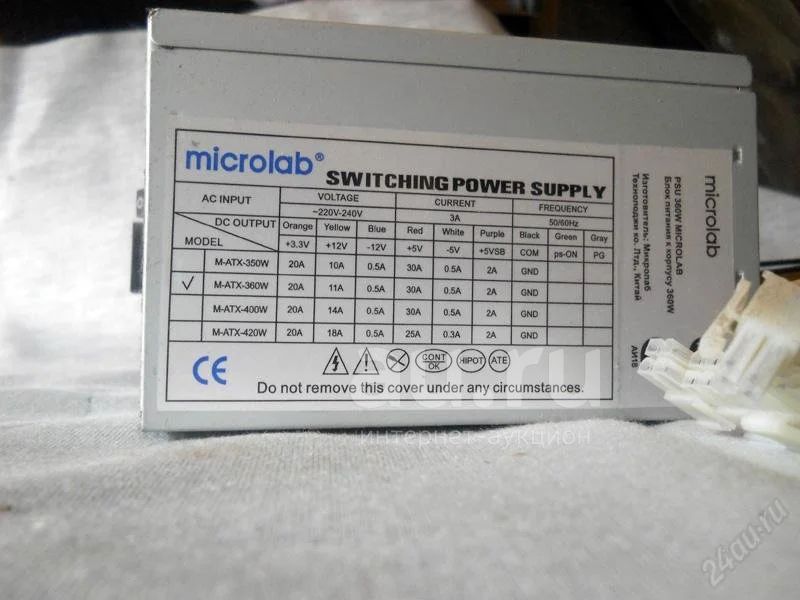 microlab®
SWITCHING POWER SUPPLY
AC INPUT VOLTAGE CURRENT FREQUENCY
~220V-240V 3A 50/60Hz
DC OUTPUT Orange Yellow Blue Red White Purple Black Green Gray
MODEL +3.3V +12V -12V +5V -5V +5VSB COM ps-ON PG
M-ATX-350W 20A 10A 0.5A 30A 0.5A 2A GND
✓ M-ATX-360W 20A 11A 0.5A 30A 0.5A 2A GND
M-ATX-400W 20A 14A 0.5A 30A 0.5A 2A GND
M-ATX-420W 20A 18A 0.5A 25A 0.3A 2A GND
CE
CONT OK HIPOT ATE
Do not remove this cover under any circumstances.
microlab
PSU 360W MICROLAB
Блок питания к корпусу 360W
Изготовитель: Микролаб
Технолоджи ко. Лтд., Китай
АИ18
au.ru
интернет-аукцион
24au.ru